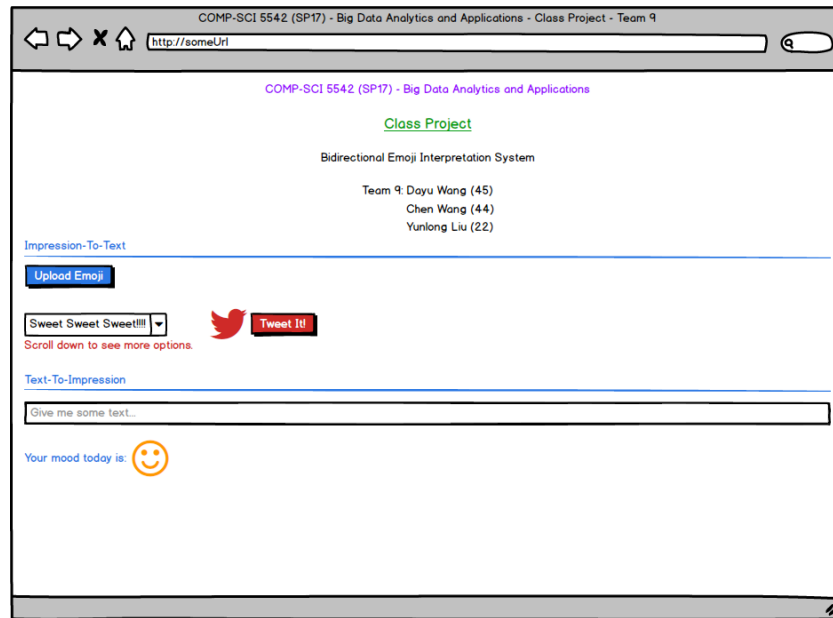 COMP-SCI 5542 (SP17) - Big Data Analytics and Applications - Class Project - Team 9
http://someUrl
COMP-SCI 5542 (SP17) - Big Data Analytics and Applications
Class Project
Bidirectional Emoji Interpretation System
Team 9: Dayu Wang (45)
Chen Wang (44)
Yunlong Liu (22)
Impression-To-Text
Upload Emoji
Sweet Sweet Sweet!!!! Tweet It!
Scroll down to see more options.
Text-To-Impression
Give me some text...
Your mood today is: